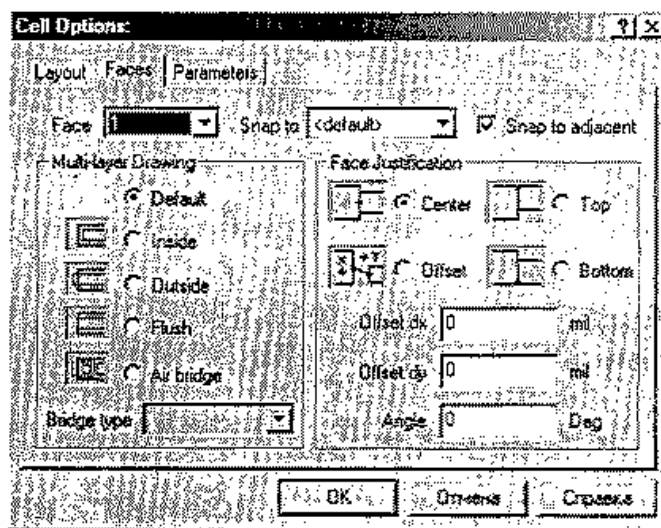 Cell Options:
Layout Faces Parameters
Face 1 Snap to <default> Snap to adjacent
Multi-layer Drawing
Default
Inside
Outside
Flush
Air bridge
Bridge type
Face Justification
Center Top
Offset Bottom
Offset dx 0 mil
Offset dy 0 mil
Angle 0 Deg
OK Отмена Справка